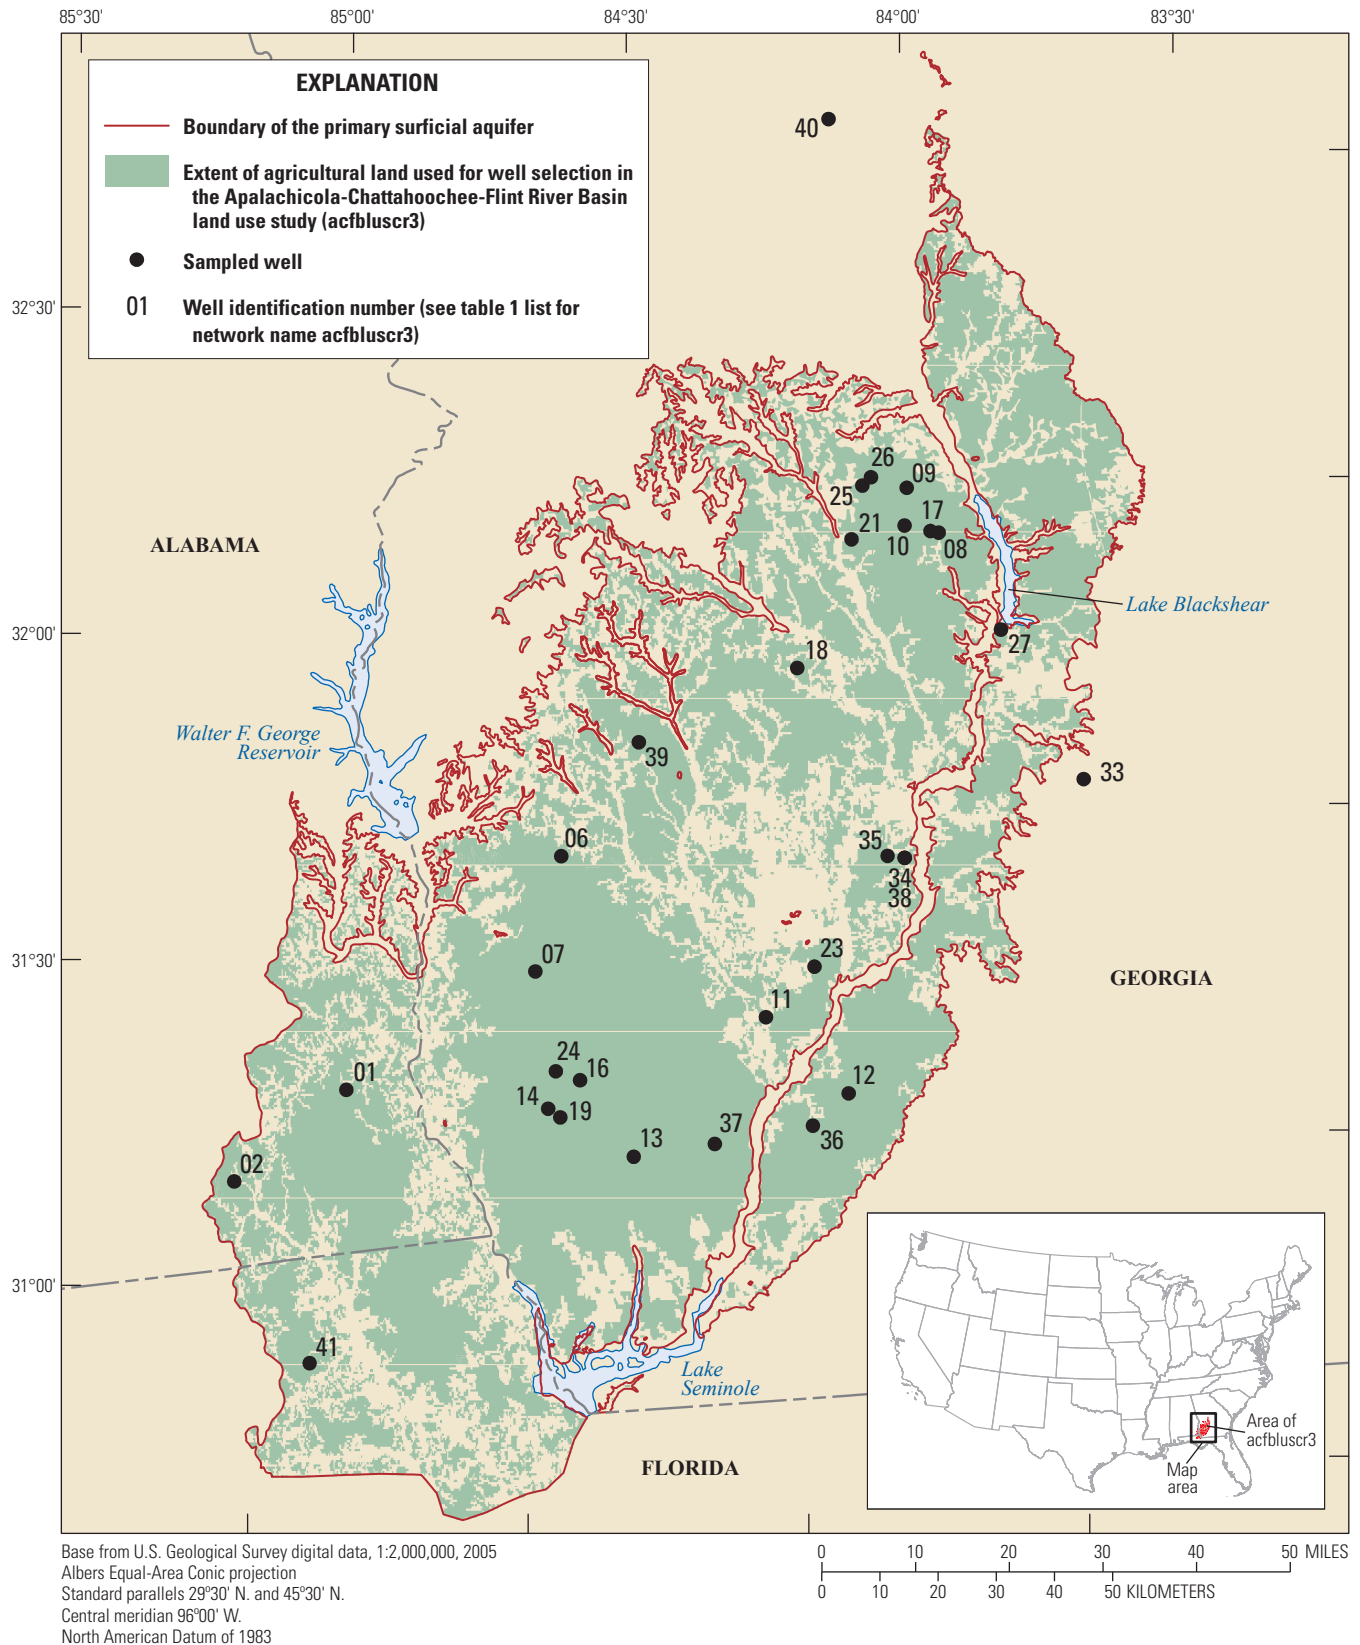 85°30' 85°00' 84°30' 84°00' 83°30'
EXPLANATION
Boundary of the primary surficial aquifer
Extent of agricultural land used for well selection in
the Apalachicola-Chattahoochee-Flint River Basin
land use study (acfbluscr3)
Sampled well
01 Well identification number (see table 1 list for
network name acfbluscr3)
40
32°30'
26
09
25
21
17
10
08
ALABAMA
Lake Blackshear
32°00'
27
18
Walter F. George
Reservoir
39
33
06
35
34
38
31°30'
07
23
GEORGIA
11
24
16
01
12
14
19
37
36
13
02
31°00'
41
Lake
Seminole
FLORIDA
Area of
acfbluscr3
Map
area
Base from U.S. Geological Survey digital data, 1:2,000,000, 2005
Albers Equal-Area Conic projection
Standard parallels 29°30' N. and 45°30' N.
Central meridian 96°00' W.
North American Datum of 1983
0 10 20 30 40 50 MILES
0 10 20 30 40 50 KILOMETERS